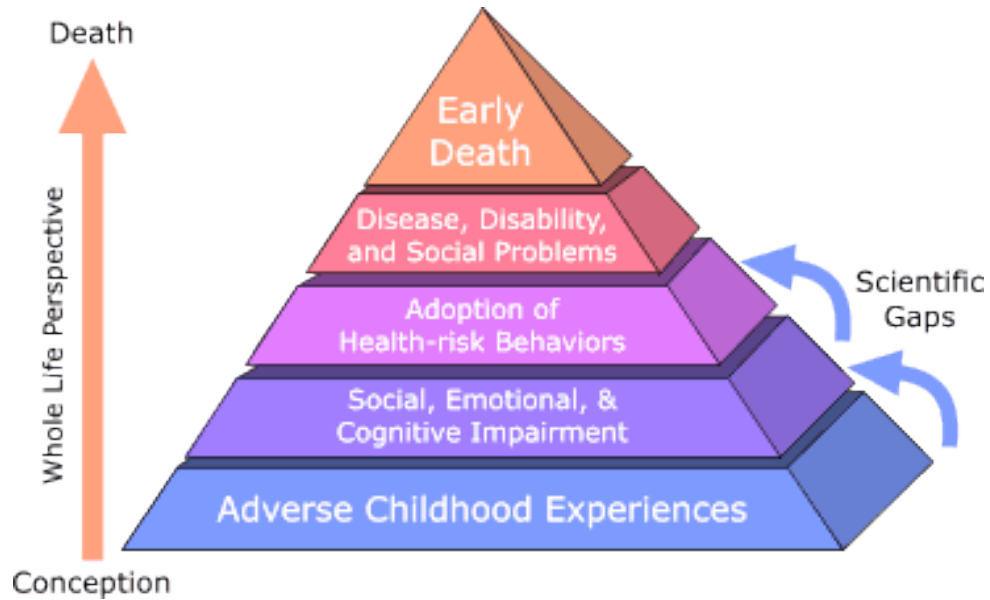 Death
Early
Death
Disease, Disability,
and Social Problems
Adoption of
Health-risk Behaviors
Social, Emotional, &
Cognitive Impairment
Adverse Childhood Experiences
Scientific
Gaps
Whole Life Perspective
Conception